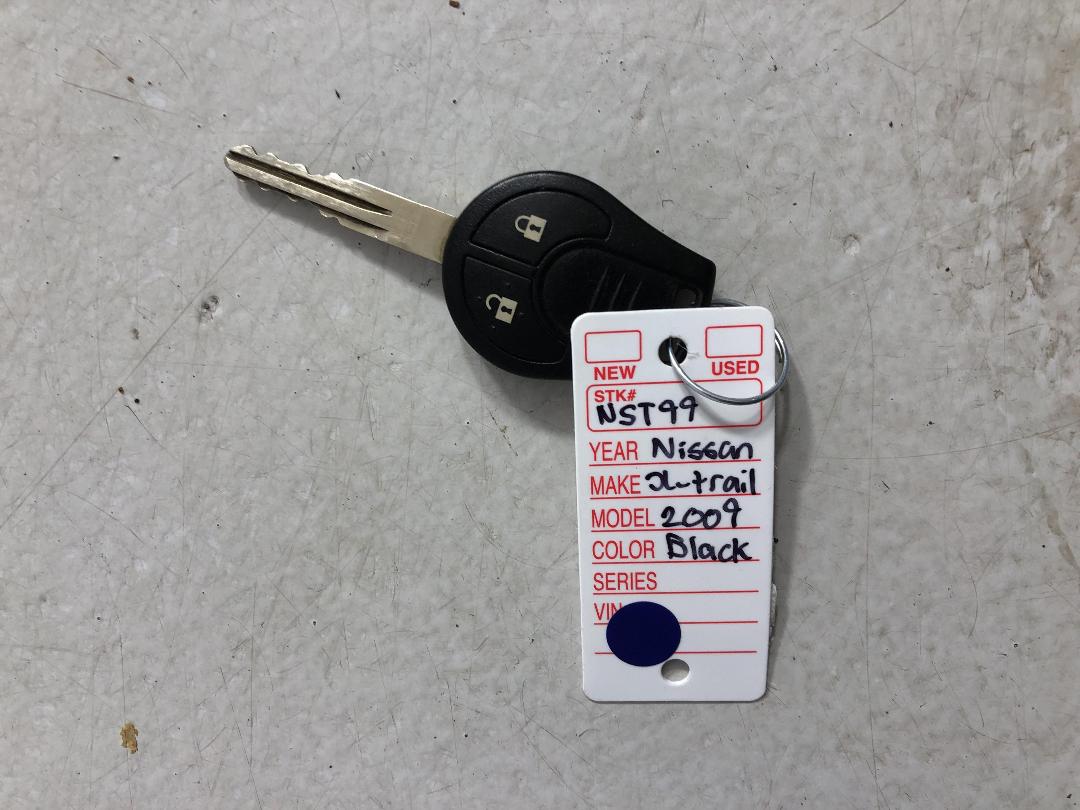 NEW USED
STK#
NST99
YEAR Nissan
MAKE x-trail
MODEL 2009
COLOR Black
SERIES
VIN